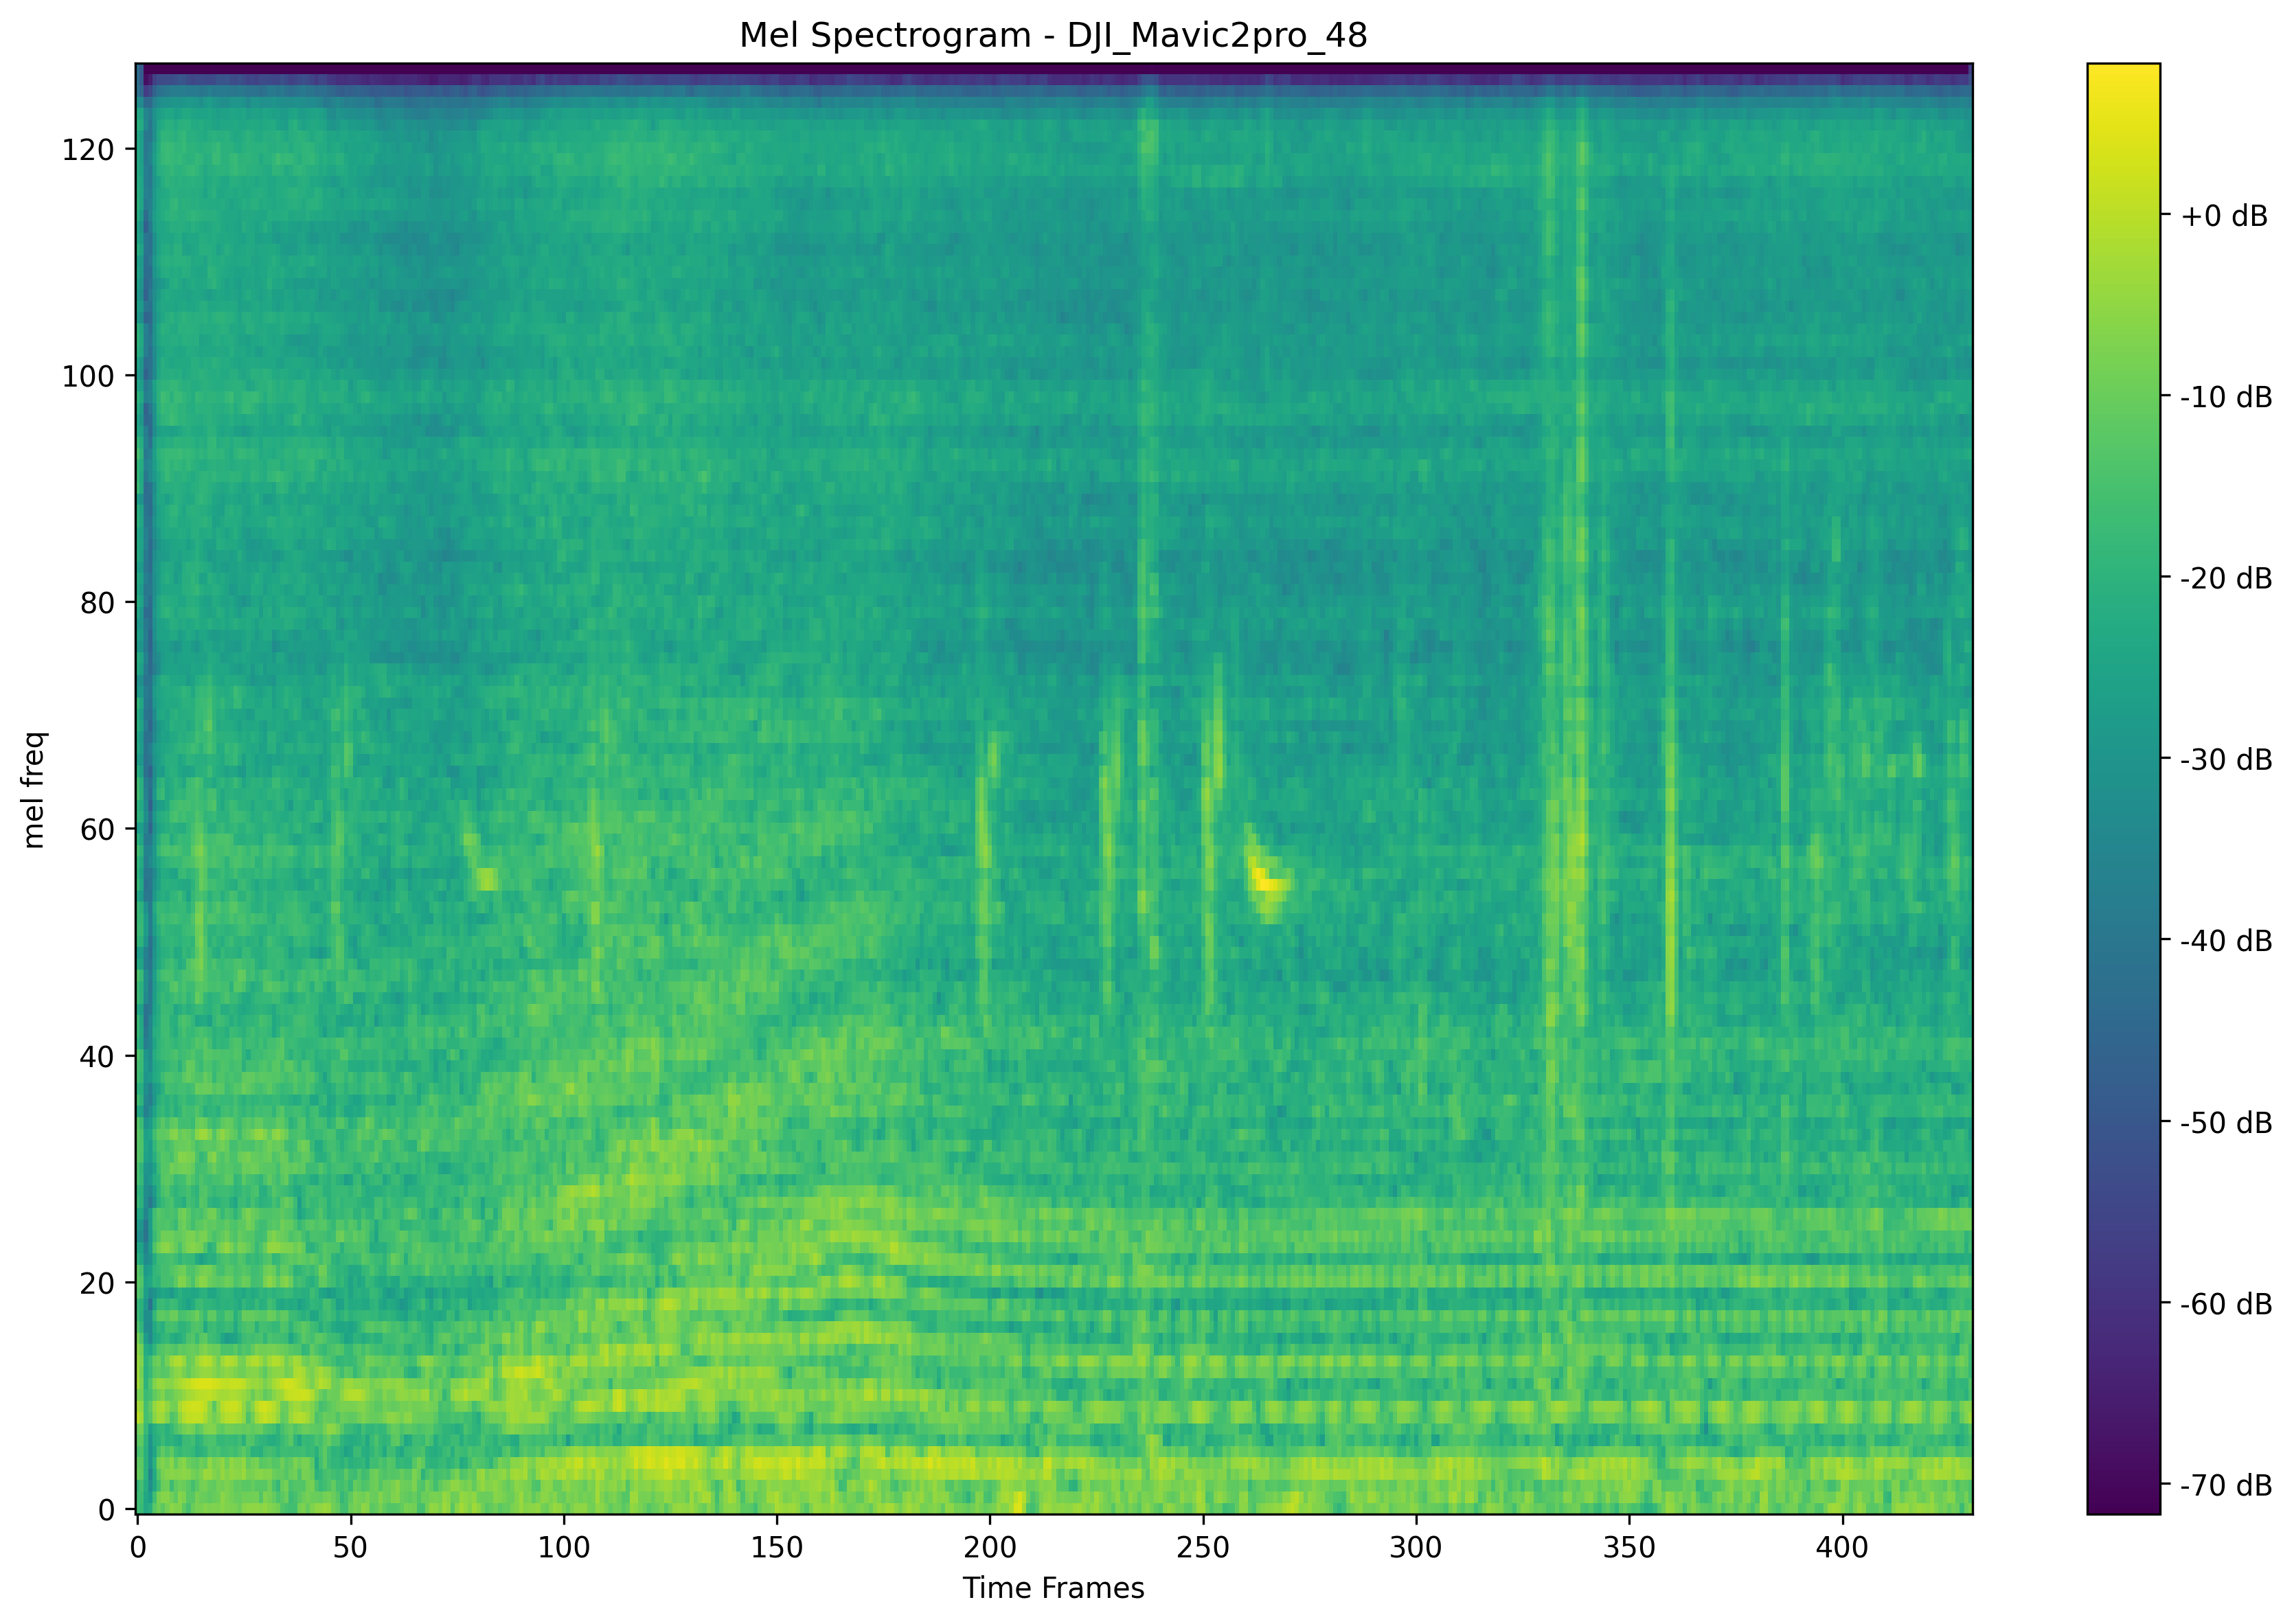 Mel Spectrogram - DJI_Mavic2pro_48
mel freq
120
100
80
60
40
20
0
0 50 100 150 200 250 300 350 400
Time Frames
+0 dB
-10 dB
-20 dB
-30 dB
-40 dB
-50 dB
-60 dB
-70 dB